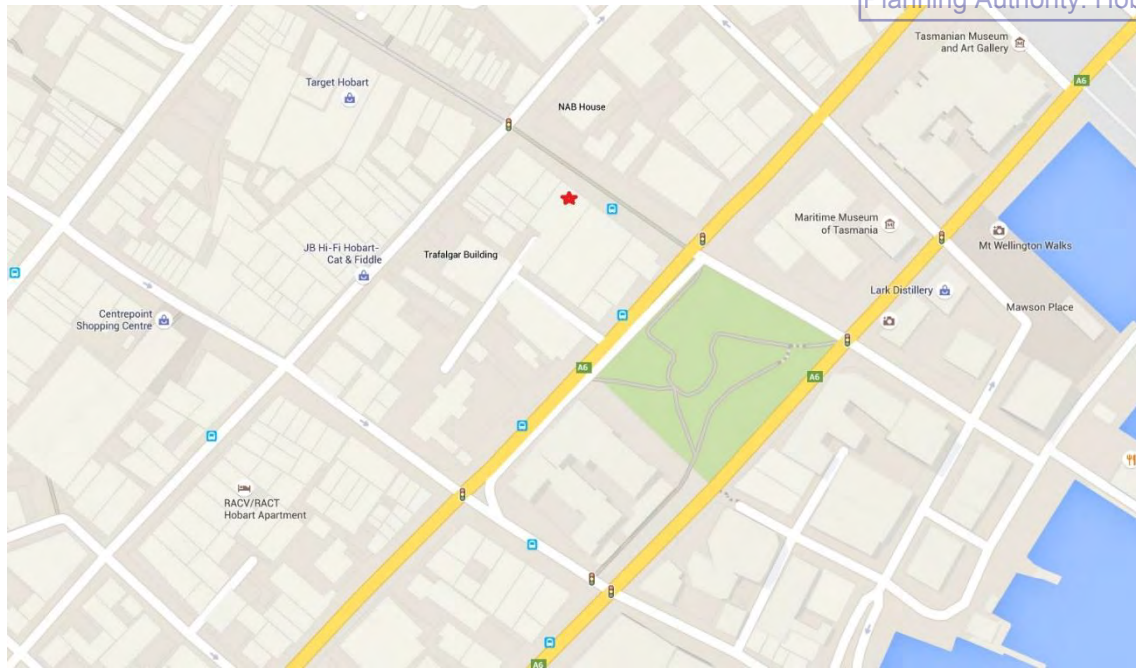 Planning Authority: Hob
Tasmanian Museum
and Art Gallery
A6
Target Hobart
NAB House
Maritime Museum
of Tasmania
Mt Wellington Walks
JB Hi-Fi Hobart-
Cat & Fiddle
Trafalgar Building
Lark Distillery
Mawson Place
Centrepoint
Shopping Centre
A6
A6
RACV/RACT
Hobart Apartment
A6